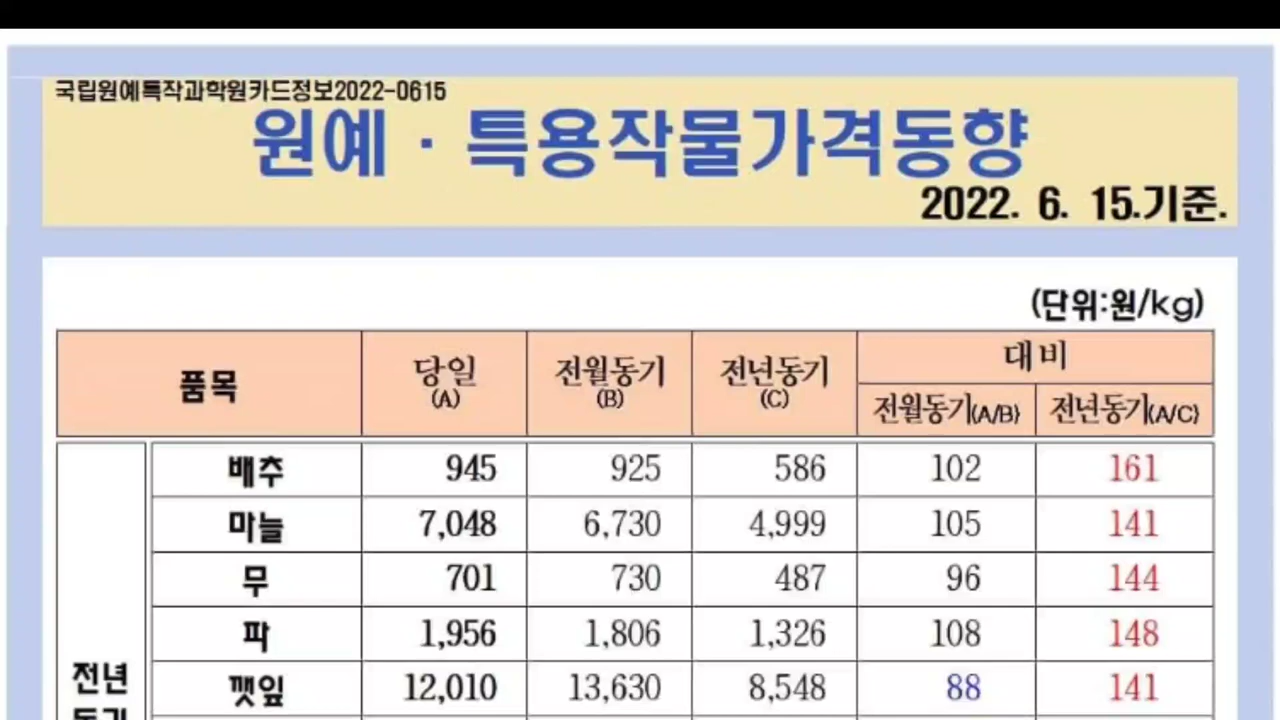 국립원예특작과학원카드정보2022-0615
원예 · 특용작물가격동향
2022. 6. 15.기준.
(단위:원/kg)
품목 당일 (A) 전월동기 (B) 전년동기 (C) 대비
전월동기(A/B) 전년동기(A/C)
배추 945 925 586 102 161
마늘 7,048 6,730 4,999 105 141
무 701 730 487 96 144
파 1,956 1,806 1,326 108 148
전년
깻잎 12,010 13,630 8,548 88 141